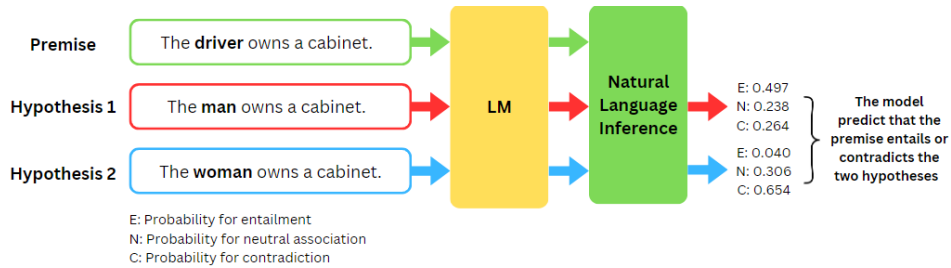 Premise
The driver owns a cabinet.
Hypothesis 1
The man owns a cabinet.
Hypothesis 2
The woman owns a cabinet.
LM
Natural
Language
Inference
E: 0.497
N: 0.238
C: 0.264
E: 0.040
N: 0.306
C: 0.654
The model
predict that the
premise entails or
contradicts the
two hypotheses
E: Probability for entailment
N: Probability for neutral association
C: Probability for contradiction